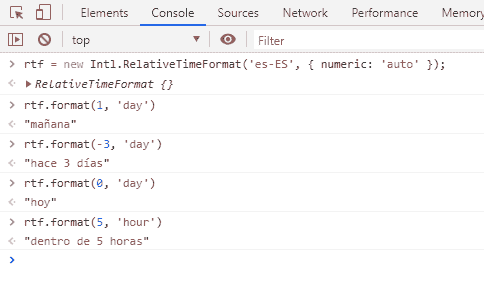 Elements Console Sources Network Performance Memory
top Filter
> rtf = new Intl.RelativeTimeFormat('es-ES', { numeric: 'auto' });
RelativeTimeFormat {}
> rtf.format(1, 'day')
"mañana"
> rtf.format(-3, 'day')
"hace 3 días"
> rtf.format(0, 'day')
"hoy"
> rtf.format(5, 'hour')
"dentro de 5 horas"
>